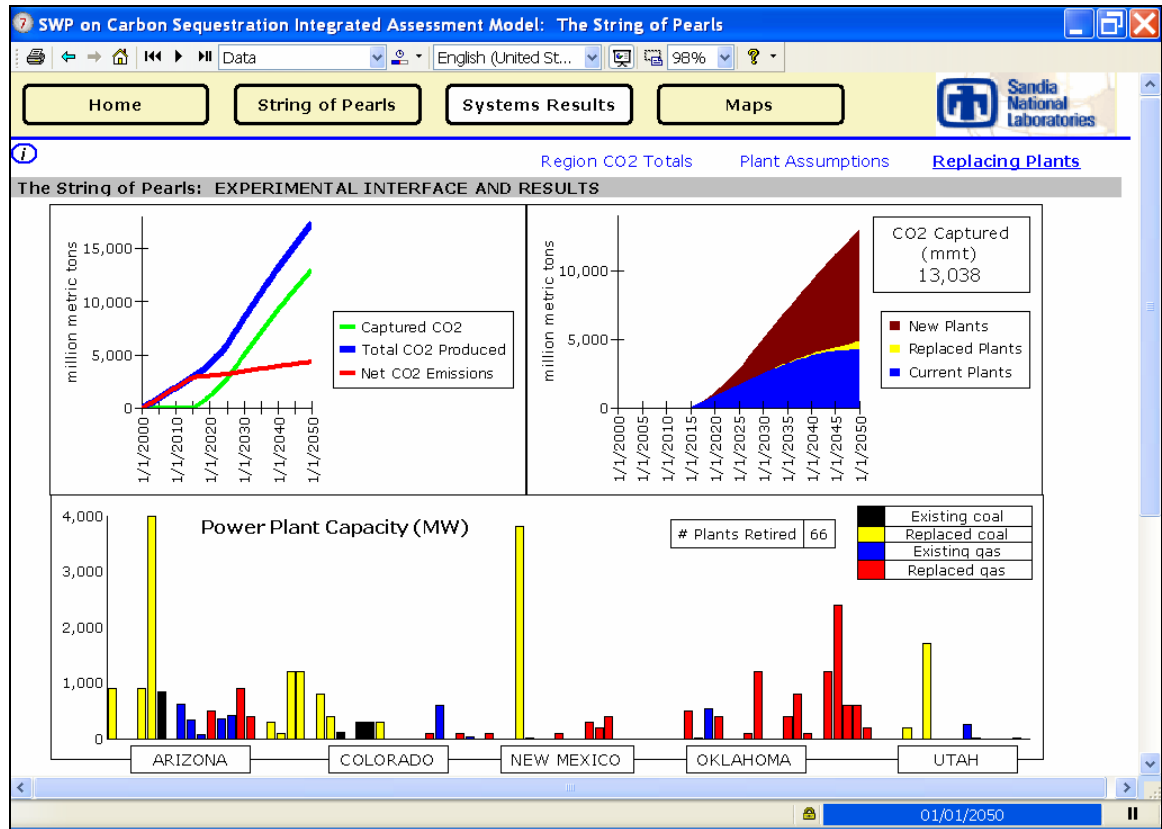 SWP on Carbon Sequestration Integrated Assessment Model: The String of Pearls
Data
English (United St...
98%
Home
String of Pearls
Systems Results
Maps
Sandia
National
Laboratories
Region CO2 Totals
Plant Assumptions
Replacing Plants
The String of Pearls: EXPERIMENTAL INTERFACE AND RESULTS
million metric tons
15,000
10,000
5,000
0
1/1/2000
1/1/2010
1/1/2020
1/1/2030
1/1/2040
1/1/2050
Captured CO2
Total CO2 Produced
Net CO2 Emissions
million metric tons
10,000
5,000
0
1/1/2000
1/1/2005
1/1/2010
1/1/2015
1/1/2020
1/1/2025
1/1/2030
1/1/2035
1/1/2040
1/1/2045
1/1/2050
CO2 Captured
(mmt)
13,038
New Plants
Replaced Plants
Current Plants
Power Plant Capacity (MW)
4,000
3,000
2,000
1,000
0
# Plants Retired 66
Existing coal
Replaced coal
Existing gas
Replaced gas
ARIZONA
COLORADO
NEW MEXICO
OKLAHOMA
UTAH
01/01/2050